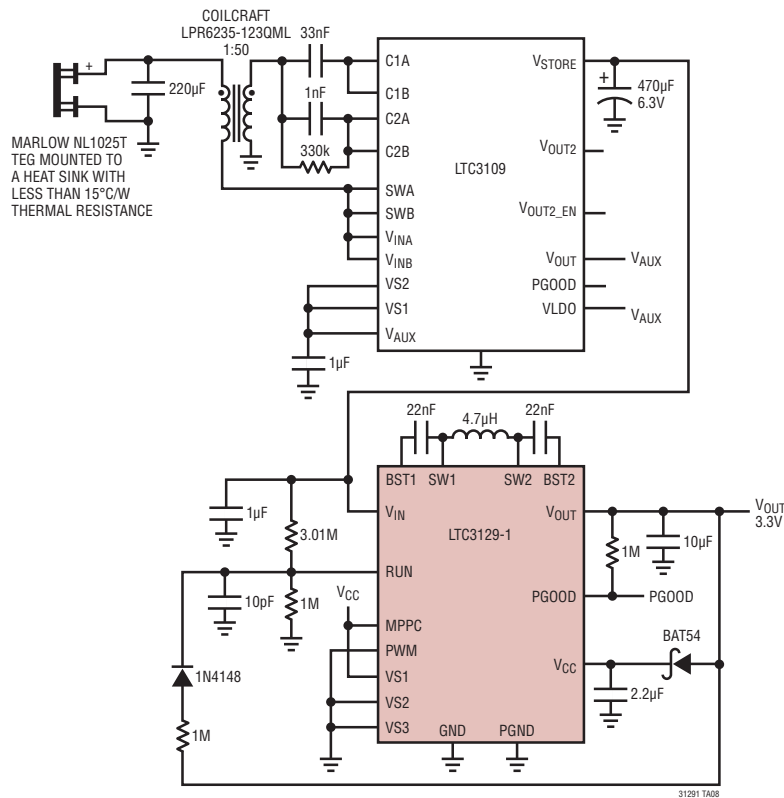 COILCRAFT
LPR6235-123QML
1:50
33nF
+
220µF
1nF
330k
MARLOW NL1025T
TEG MOUNTED TO
A HEAT SINK WITH
LESS THAN 15°C/W
THERMAL RESISTANCE
C1A
C1B
C2A
C2B
SWA
SWB
VINA
VINB
VS2
VS1
VAUX
1µF
LTC3109
VSTORE
VOUT2
VOUT2_EN
VOUT
VAUX
PGOOD
VLDO
VAUX
+
470µF
6.3V
22nF
4.7µH
22nF
BST1
SW1
SW2
BST2
1µF
3.01M
VIN
LTC3129-1
VOUT
VOUT
3.3V
1M
10µF
RUN
10pF
1M
VCC
PGOOD
PGOOD
MPPC
PWM
VS1
VS2
VS3
VCC
BAT54
2.2µF
1N4148
1M
GND
PGND
31291 TA08